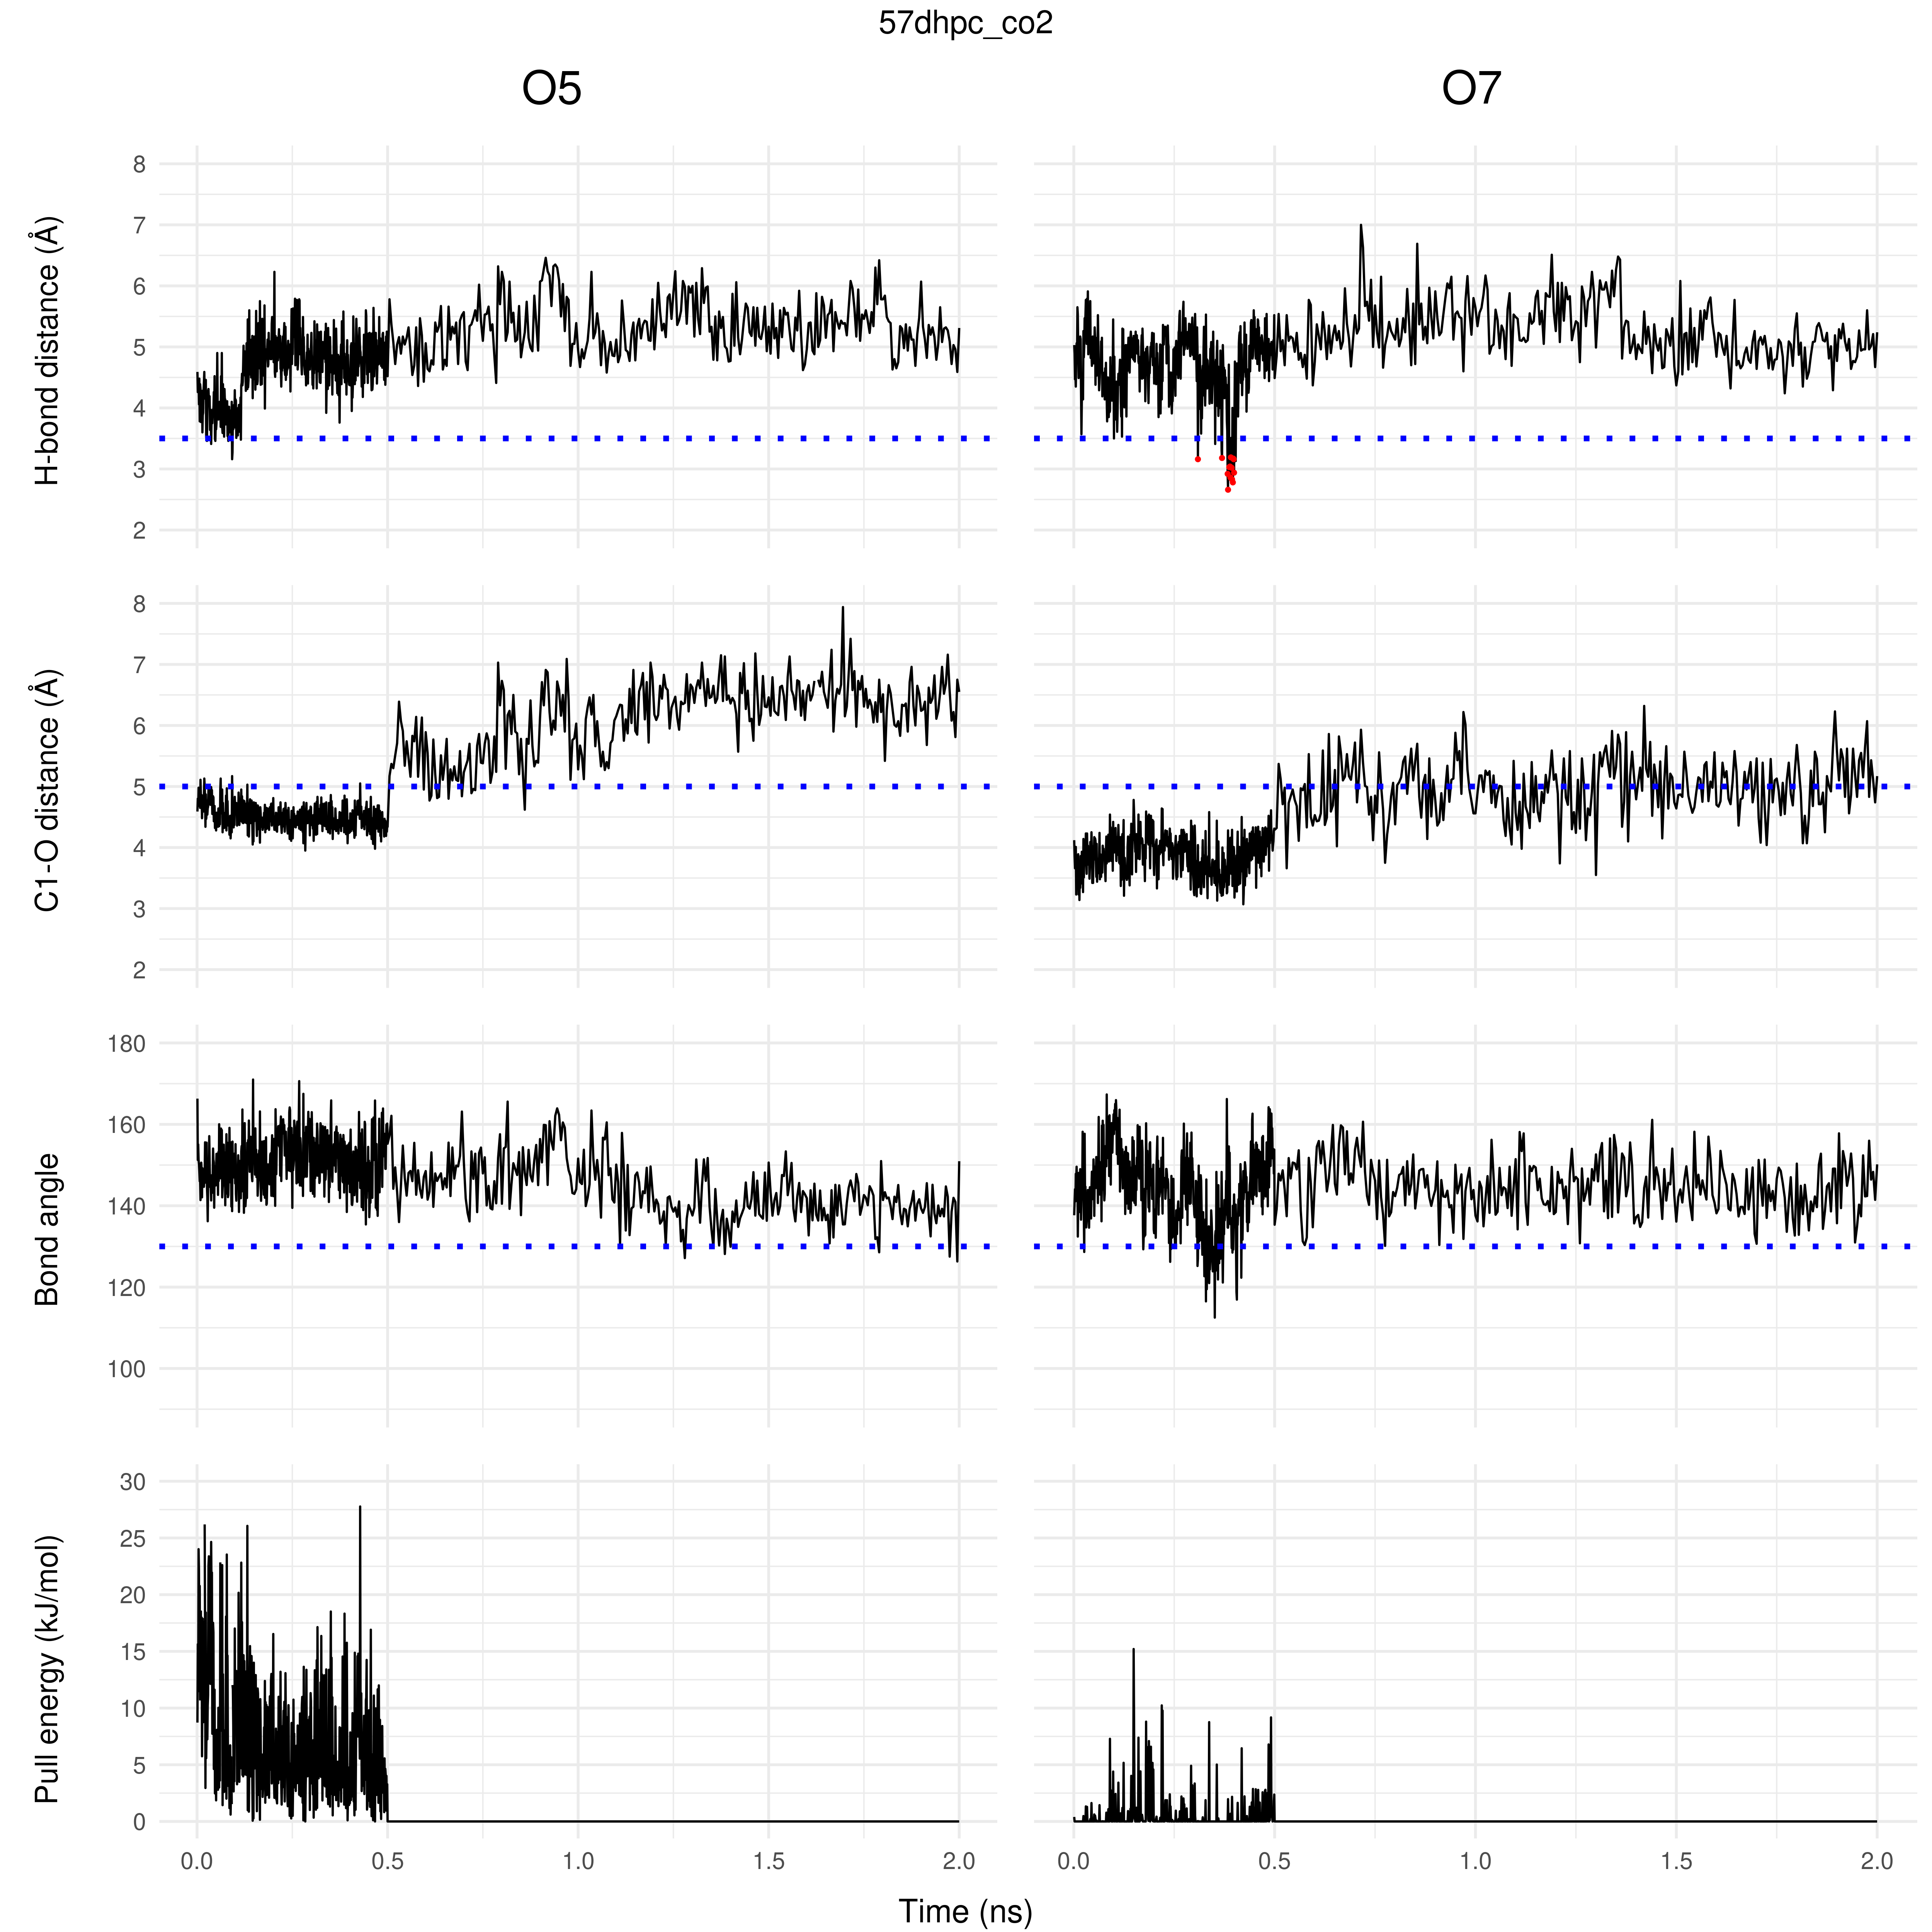 57dhpc_co2
O5
O7
H-bond distance (Å)
8
7
6
5
4
3
2
C1-O distance (Å)
8
7
6
5
4
3
2
Bond angle
180
160
140
120
100
Pull energy (kJ/mol)
30
25
20
15
10
5
0
0.0 0.5 1.0 1.5 2.0
0.0 0.5 1.0 1.5 2.0
Time (ns)